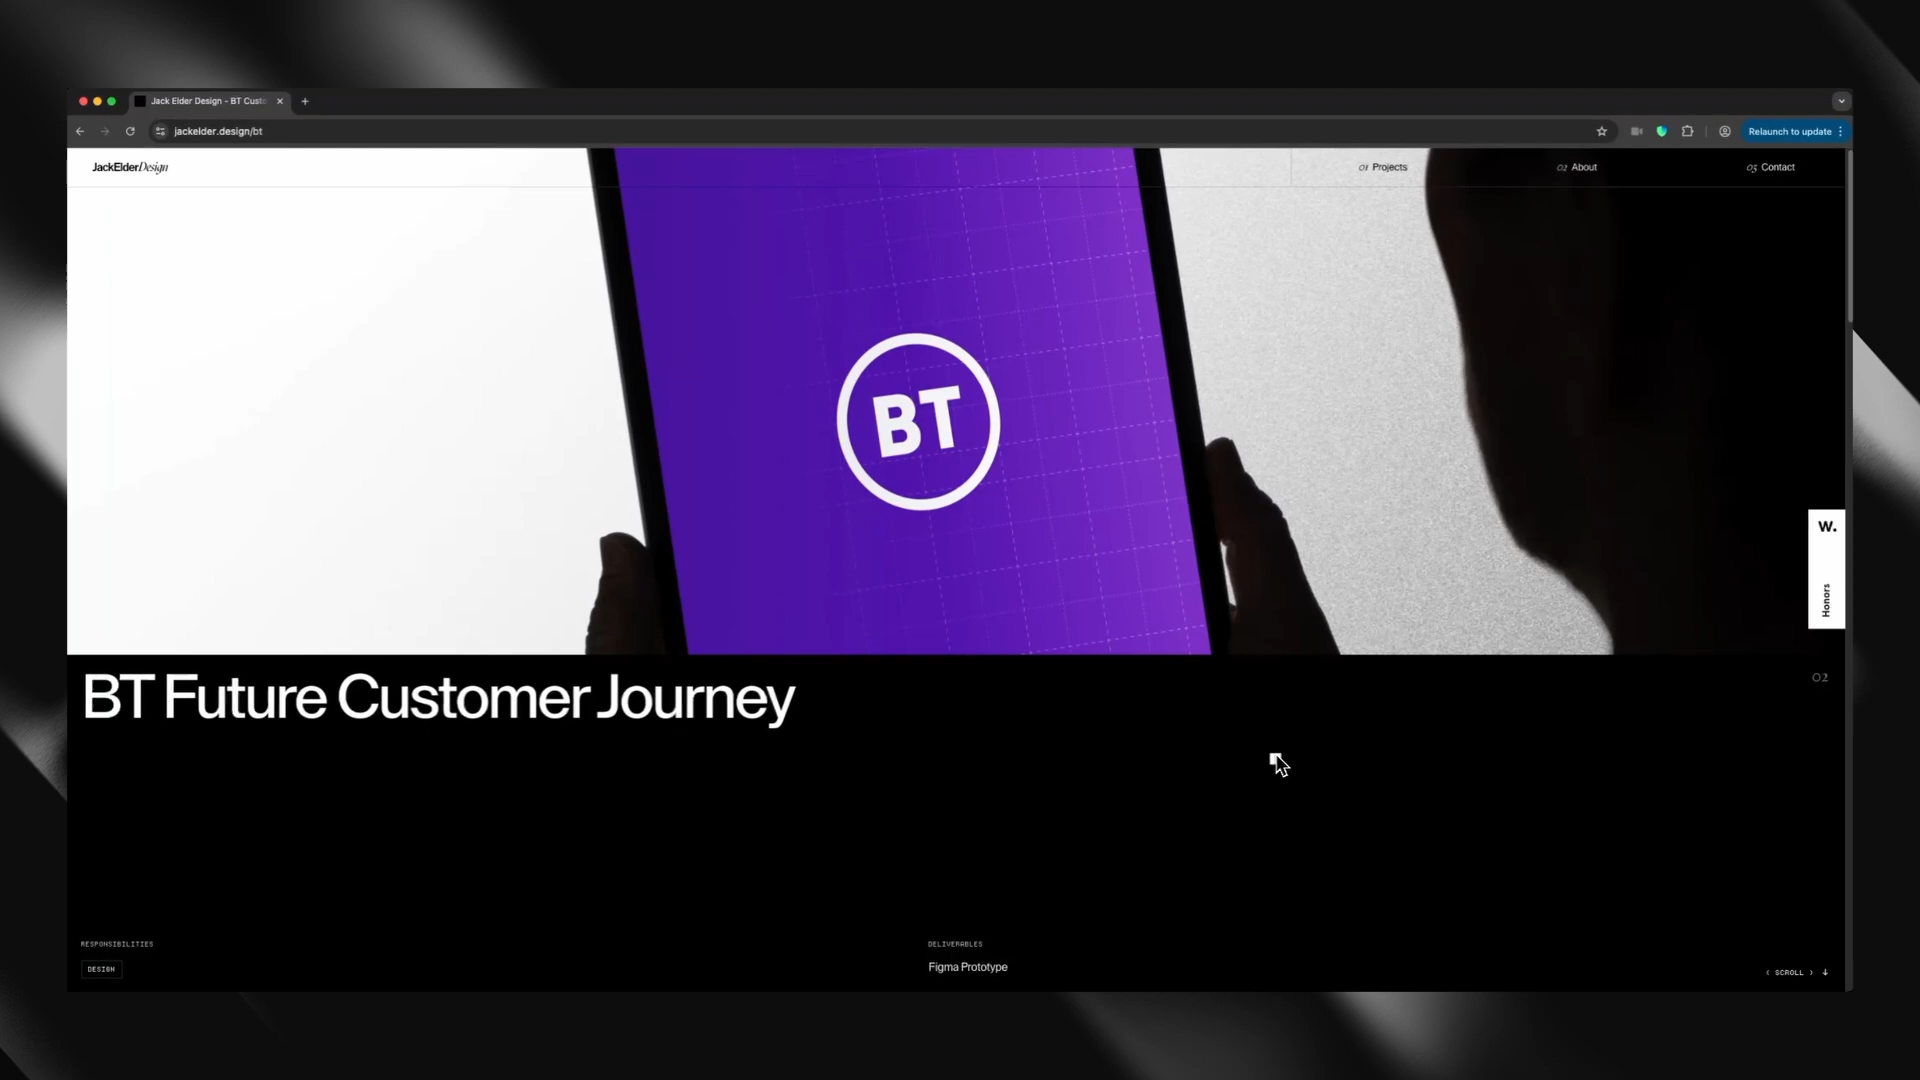 Jack Elder Design - BT Custo
jackelder.design/bt
Relaunch to update
JackElderDesign
01 Projects
02 About
03 Contact
BT
W.
Honors
BT Future Customer Journey
02
RESPONSIBILITIES
DESIGN
DELIVERABLES
Figma Prototype
( SCROLL )